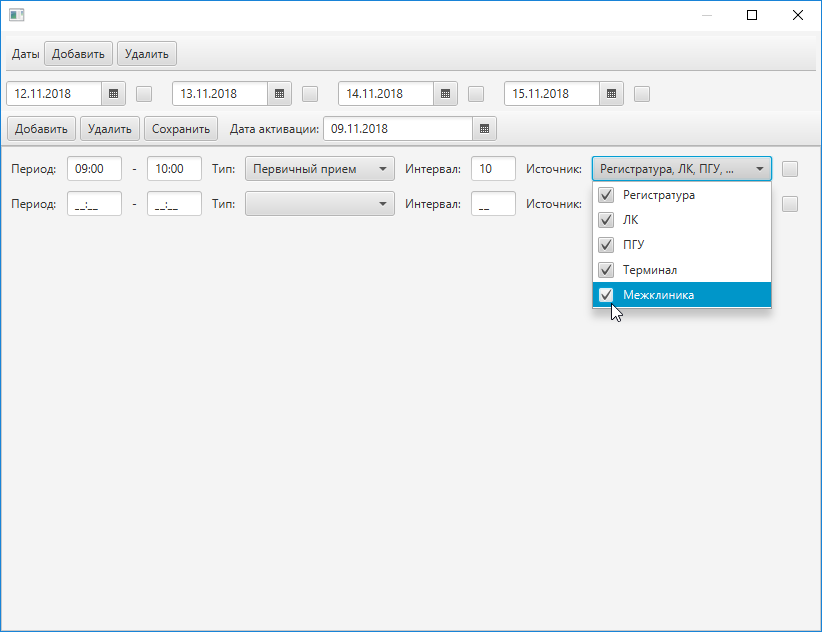 Даты Добавить Удалить
12.11.2018 13.11.2018 14.11.2018 15.11.2018
Добавить Удалить Сохранить Дата активации: 09.11.2018
Период: 09:00 - 10:00 Тип: Первичный прием Интервал: 10 Источник: Регистратура, ЛК, ПГУ, ...
Период: __:__ - __:__ Тип: Интервал: __ Источник:
Регистратура
ЛК
ПГУ
Терминал
Межклиника